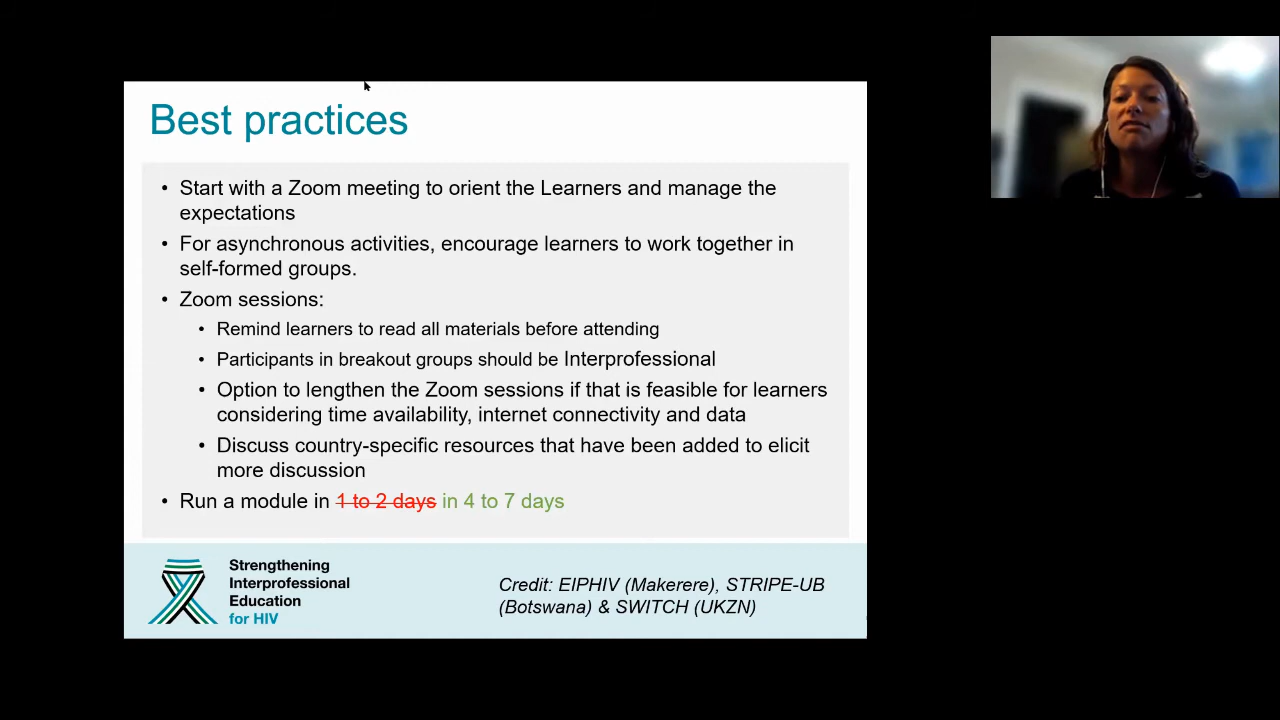 Best practices
• Start with a Zoom meeting to orient the Learners and manage the
expectations
• For asynchronous activities, encourage learners to work together in
self-formed groups.
• Zoom sessions:
• Remind learners to read all materials before attending
• Participants in breakout groups should be Interprofessional
• Option to lengthen the Zoom sessions if that is feasible for learners
considering time availability, internet connectivity and data
• Discuss country-specific resources that have been added to elicit
more discussion
• Run a module in 1 to 2 days in 4 to 7 days
Strengthening
Interprofessional
Education
for HIV
Credit: EIPHIV (Makerere), STRIPE-UB
(Botswana) & SWITCH (UKZN)